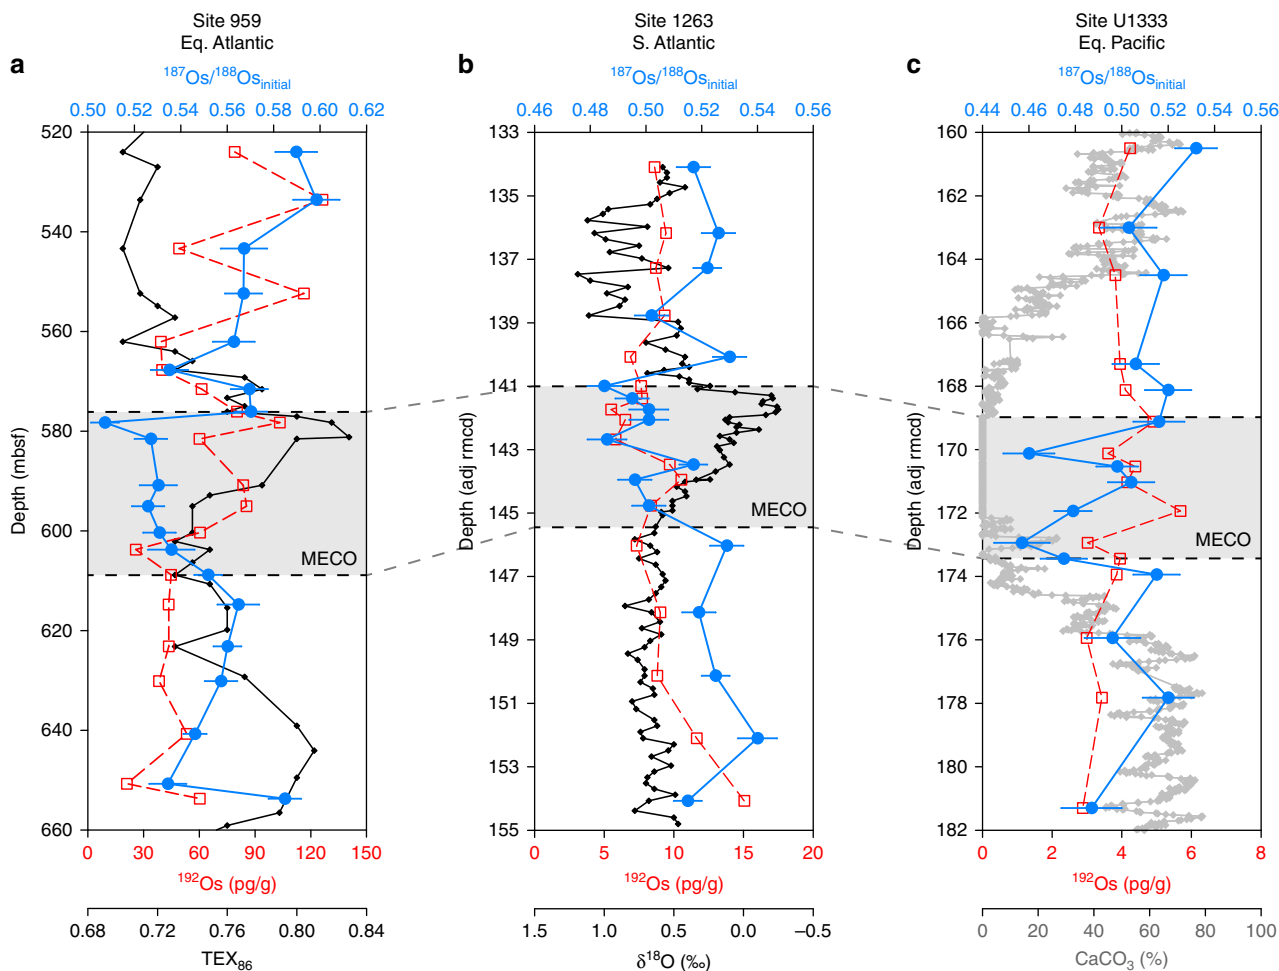 Site 959
Eq. Atlantic
a
187Os/188Os initial
0.50 0.52 0.54 0.56 0.58 0.60 0.62
520
540
560
580
600
620
640
660
Depth (mbsf)
MECO
0 30 60 90 120 150
192Os (pg/g)
0.68 0.72 0.76 0.80 0.84
TEX86
Site 1263
S. Atlantic
b
187Os/188Os initial
0.46 0.48 0.50 0.52 0.54 0.56
133
135
137
139
141
143
145
147
149
151
153
155
Depth (adj rmcd)
MECO
0 5 10 15 20
192Os (pg/g)
1.5 1.0 0.5 0.0 –0.5
δ18O (‰)
Site U1333
Eq. Pacific
c
187Os/188Os initial
0.44 0.46 0.48 0.50 0.52 0.54 0.56
160
162
164
166
168
170
172
174
176
178
180
182
Depth (adj rmcd)
MECO
0 2 4 6 8
192Os (pg/g)
0 20 40 60 80 100
CaCO3 (%)